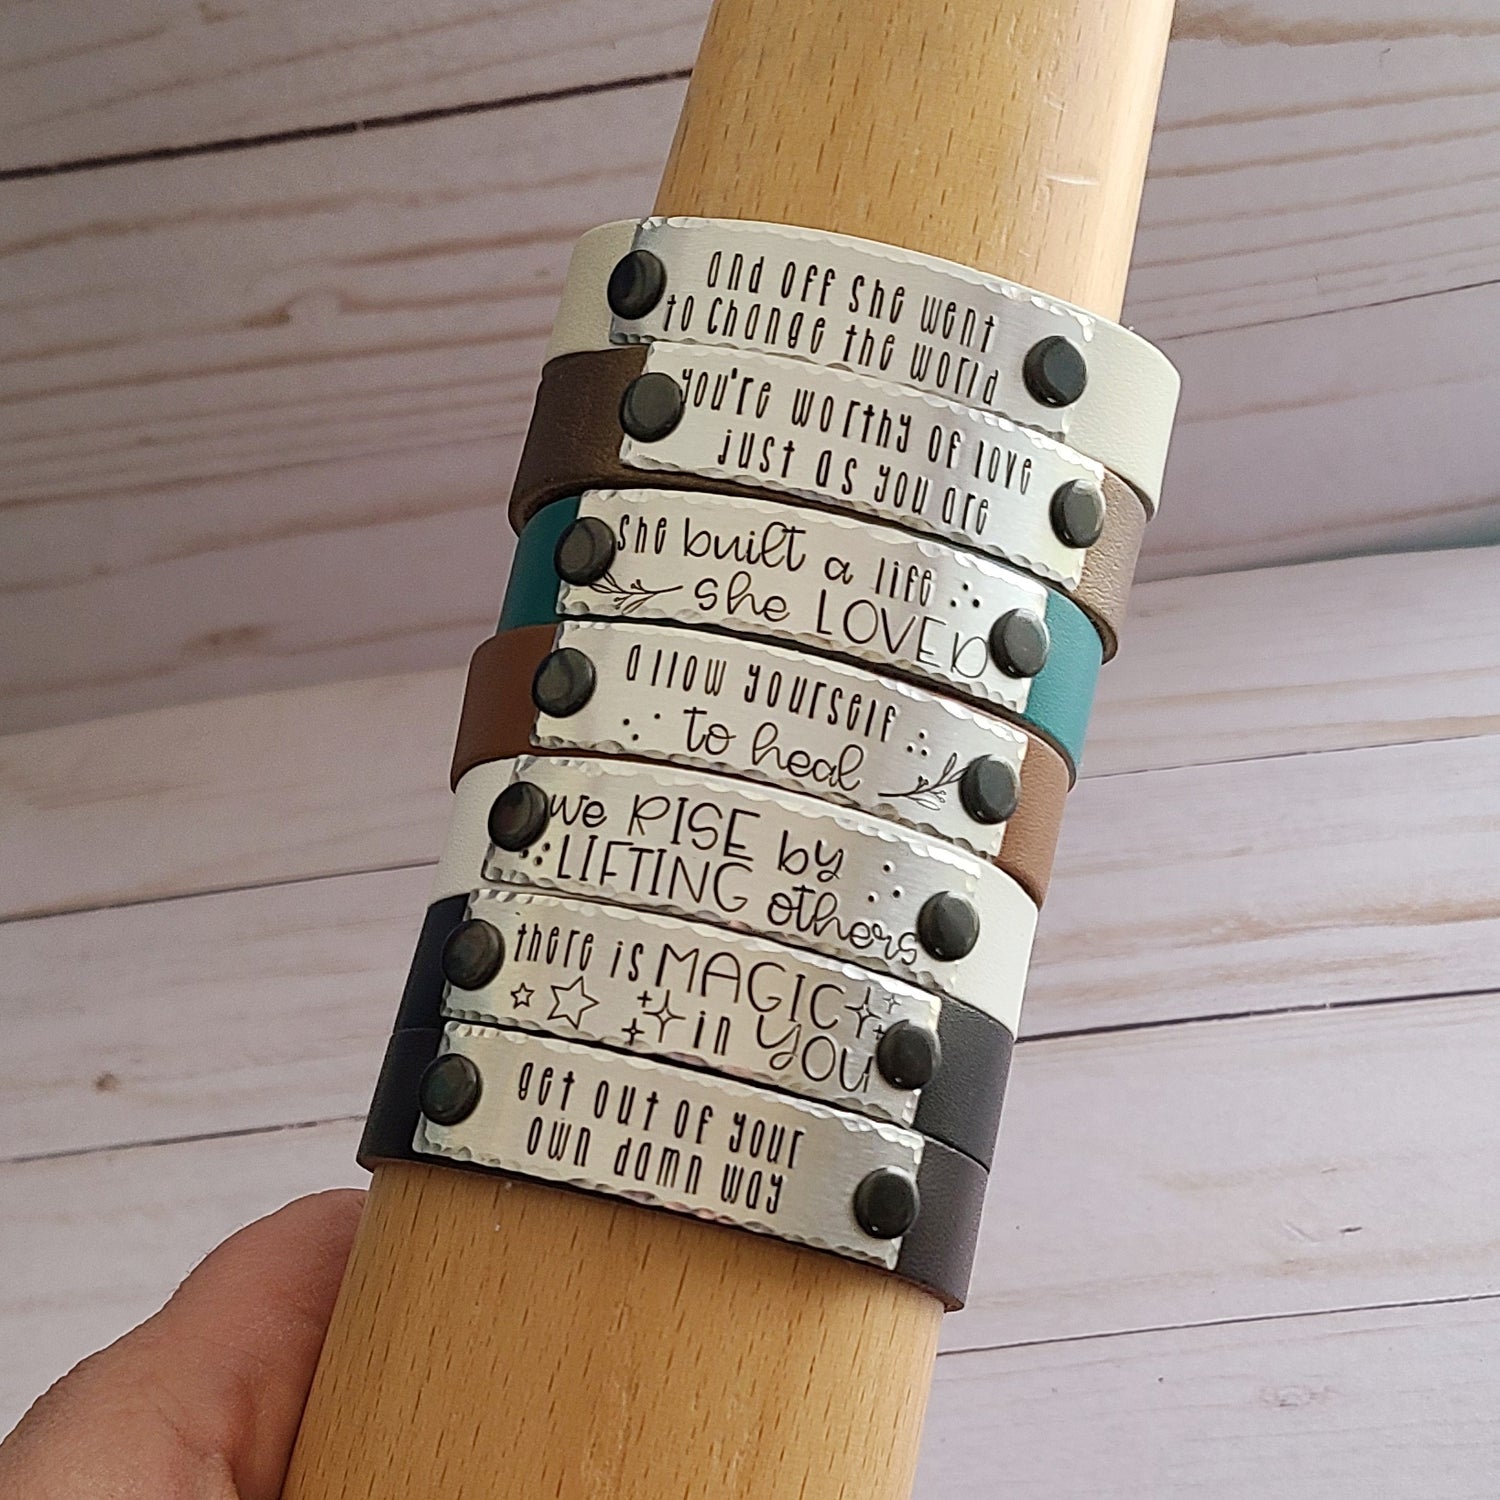 and off she went
to change the world
you're worthy of love
just as you are
she built a life
she LOVED
allow yourself
to heal
we RISE by
LIFTING others
there is MAGIC
in YOU
get out of your
own damn way